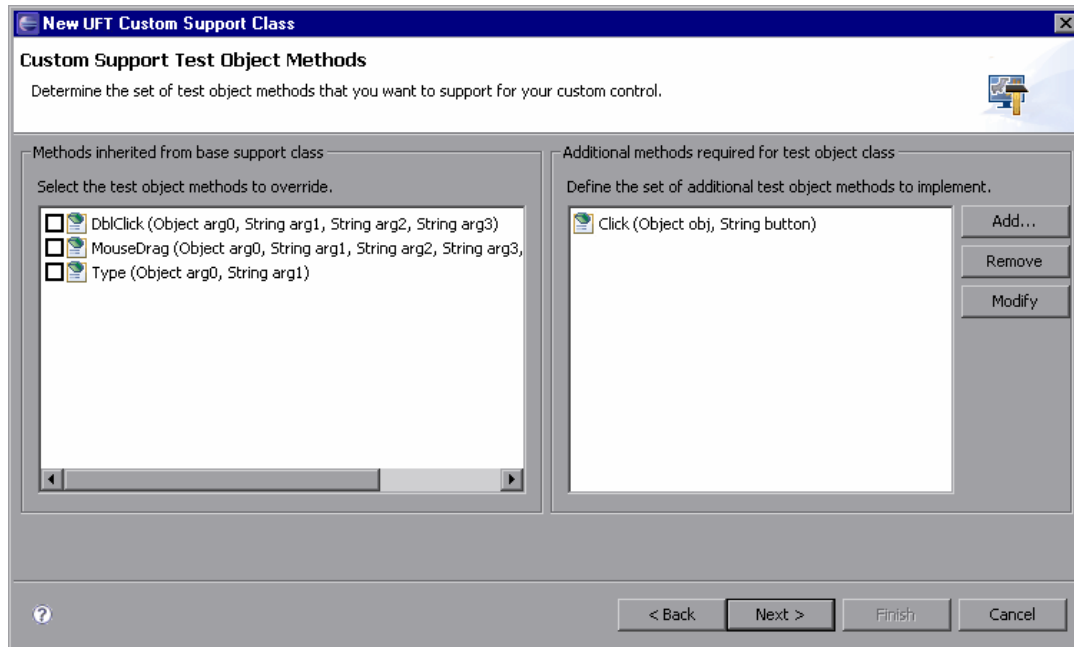 New UFT Custom Support Class
Custom Support Test Object Methods
Determine the set of test object methods that you want to support for your custom control.
Methods inherited from base support class
Select the test object methods to override.
DblClick (Object arg0, String arg1, String arg2, String arg3)
MouseDrag (Object arg0, String arg1, String arg2, String arg3,
Type (Object arg0, String arg1)
Additional methods required for test object class
Define the set of additional test object methods to implement.
Click (Object obj, String button)
Add...
Remove
Modify
?
< Back
Next >
Finish
Cancel